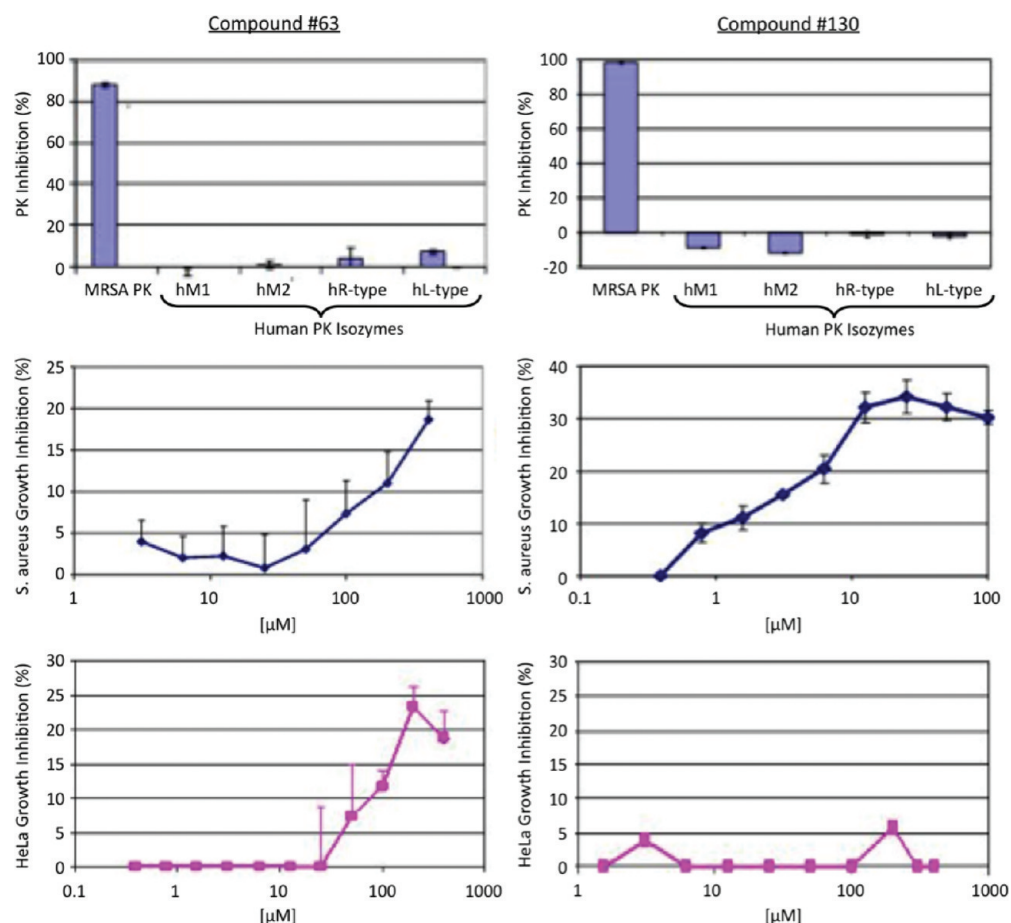 Compound #63
PK Inhibition (%)
100
80
60
40
20
0
MRSA PK hM1 hM2 hR-type hL-type
Human PK Isozymes
Compound #130
PK Inhibition (%)
100
80
60
40
20
0
-20
MRSA PK hM1 hM2 hR-type hL-type
Human PK Isozymes
S. aureus Growth Inhibition (%)
25
20
15
10
5
0
1 10 100 1000
[µM]
S. aureus Growth Inhibition (%)
40
30
20
10
0
0.1 1 10 100
[µM]
HeLa Growth Inhibition (%)
30
25
20
15
10
5
0
0.1 1 10 100 1000
[µM]
HeLa Growth Inhibition (%)
30
25
20
15
10
5
0
1 10 100 1000
[µM]